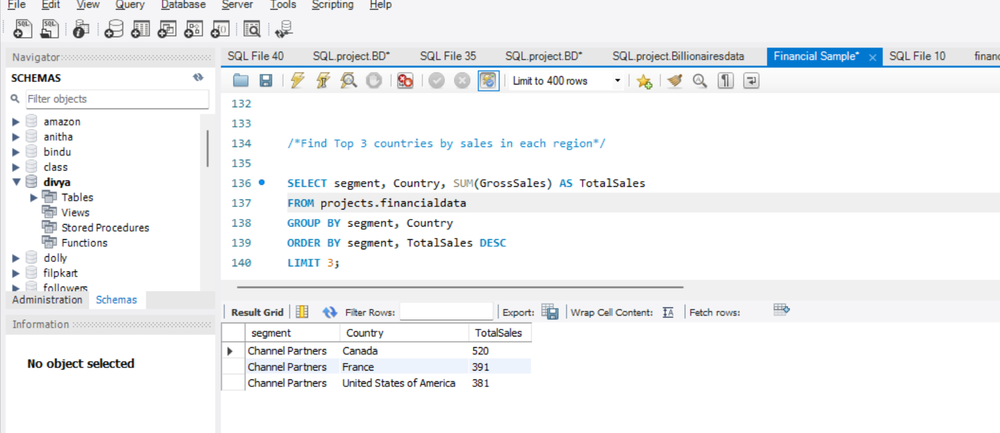 File Edit View Query Database Server Tools Scripting Help
SQL SQL
Navigator
SCHEMAS
Filter objects
amazon
anitha
bindu
class
divya
Tables
Views
Stored Procedures
Functions
dolly
filpkart
followers
Administration Schemas
Information
No object selected
SQL File 40 SQL.project.BD* SQL File 35 SQL.project.BD* SQL.project.Billionairesdata Financial Sample* SQL File 10 financ
Limit to 400 rows
132
133
134 /*Find Top 3 countries by sales in each region*/
135
136 SELECT segment, Country, SUM(GrossSales) AS TotalSales
137 FROM projects.financialdata
138 GROUP BY segment, Country
139 ORDER BY segment, TotalSales DESC
140 LIMIT 3;
Result Grid Filter Rows: Export: Wrap Cell Content: Fetch rows:
segment Country TotalSales
Channel Partners Canada 520
Channel Partners France 391
Channel Partners United States of America 381